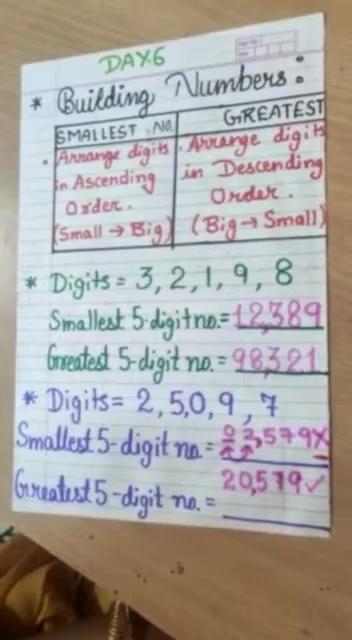 DAY.6
* Building Numbers:
SMALLEST NO.
GREATEST
. Arrange digits
in Ascending
Order.
(Small → Big)
. Arrange digits
in Descending
Order.
(Big → Small)
* Digits = 3, 2, 1, 9, 8
Smallest 5-digit no. = 12,389
Greatest 5-digit no. = 98,321
* Digits = 2, 5, 0, 9, 7
Smallest 5-digit no = 0 2,579 X
20,579 ✓
Greatest 5-digit no. =